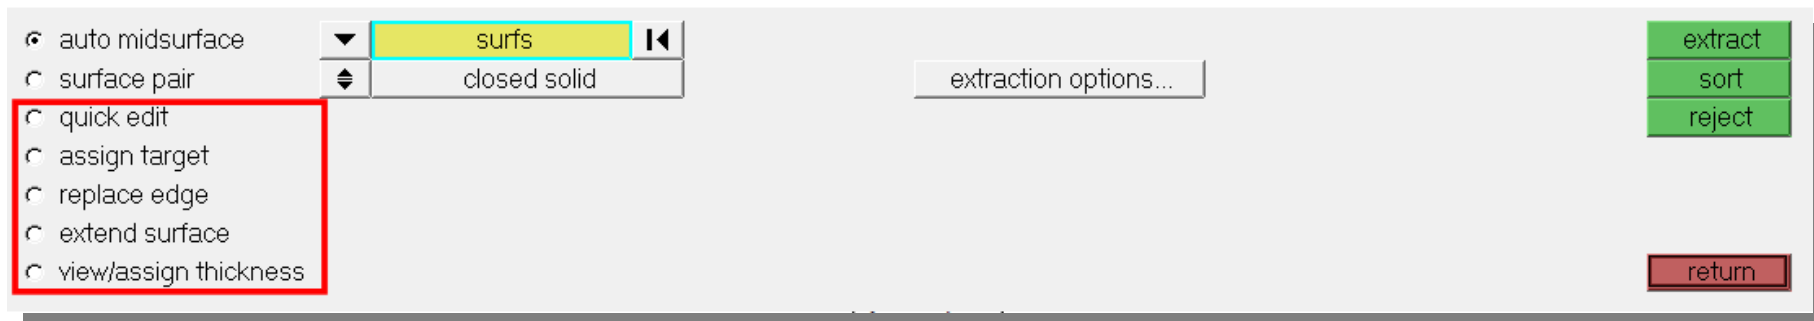 auto midsurface surfs extract
surface pair closed solid extraction options... sort
quick edit reject
assign target
replace edge
extend surface
view/assign thickness return